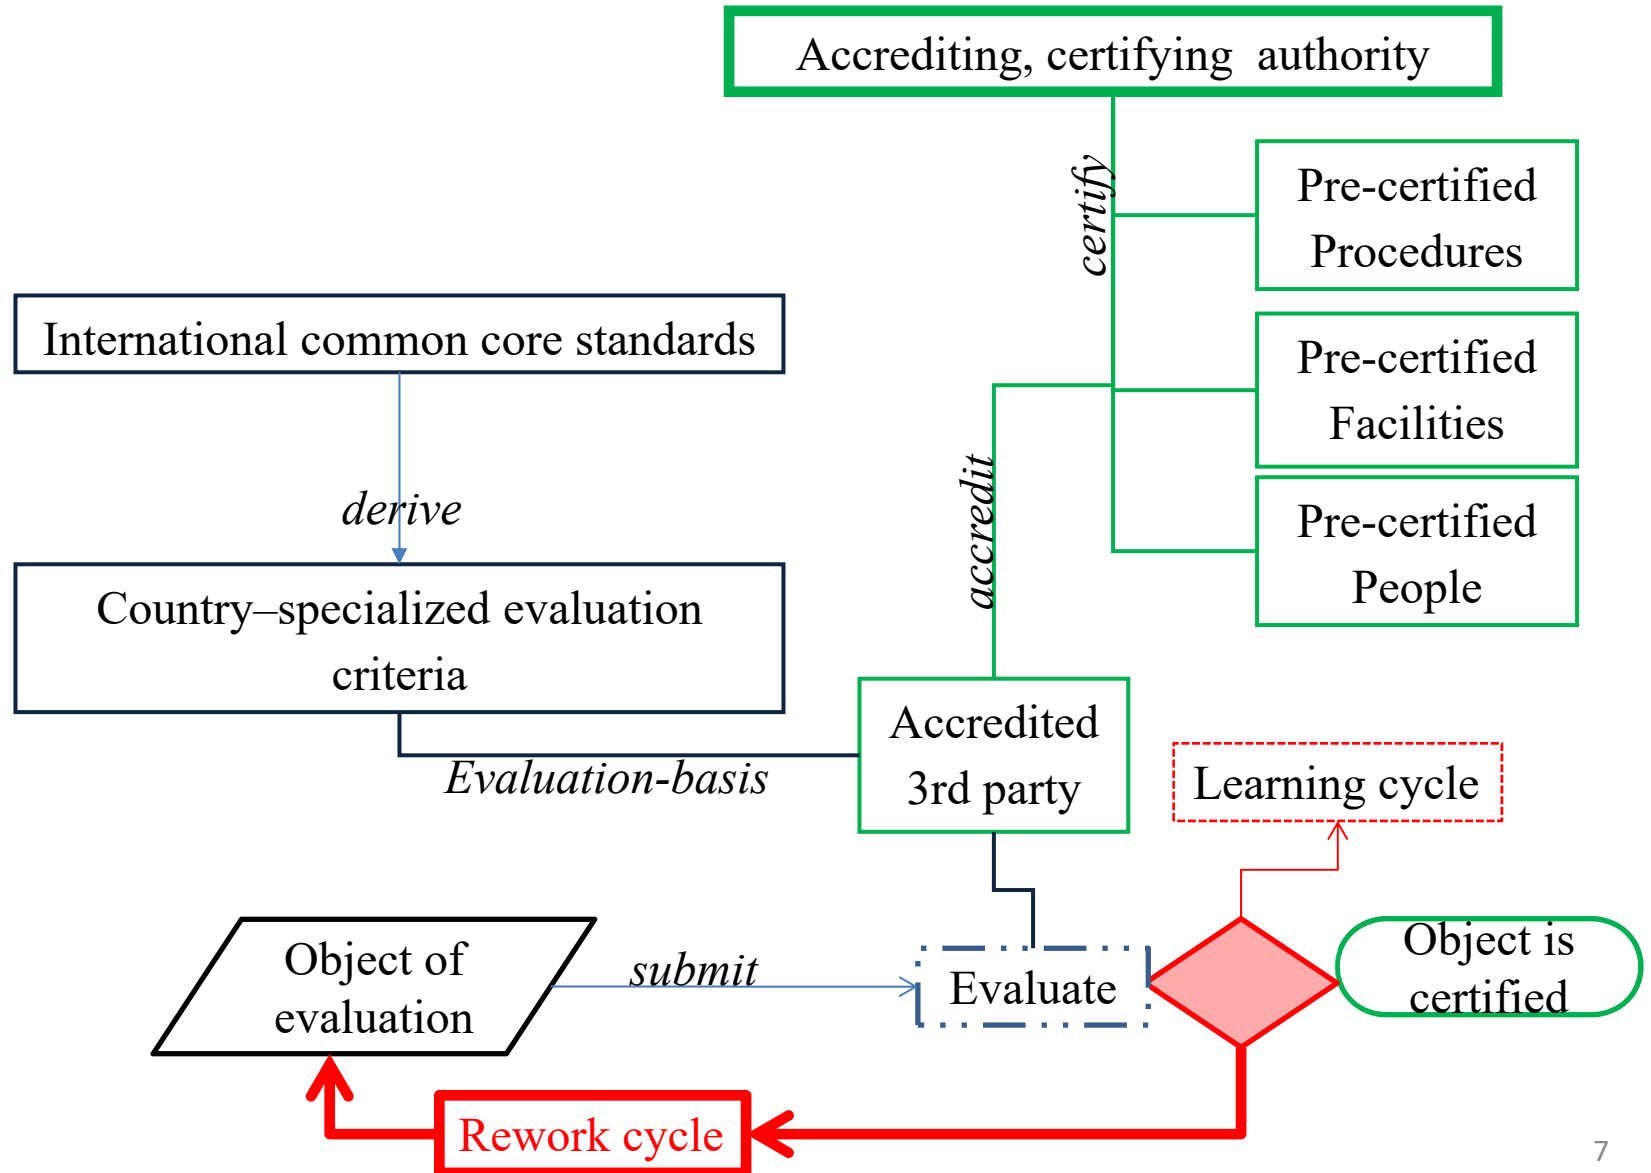 Accrediting, certifying authority
certify
Pre-certified
Procedures
International common core standards
Pre-certified
Facilities
derive
accredit
Pre-certified
People
Country–specialized evaluation
criteria
Accredited
3rd party
Evaluation-basis
Learning cycle
Object of
evaluation
submit
Evaluate
Object is
certified
Rework cycle
7